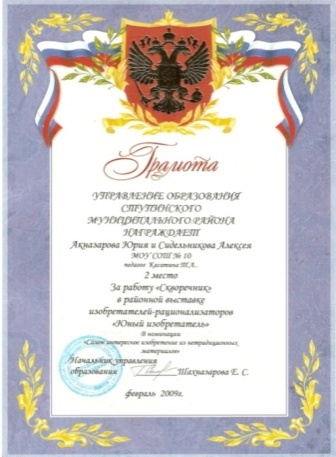 Грамота
УПРАВЛЕНИЕ ОБРАЗОВАНИЯ
СТУПИНСКОГО
МУНИЦИПАЛЬНОГО РАЙОНА
НАГРАЖДАЕТ
Акназарова Юрия и Сидельникова Алексея
МОУ СОШ № 10
педагог Касаткина Т.А.
2 место
За работу «Скворечник»
в районной выставке
изобретателей-рационализаторов
«Юный изобретатель»
В номинации
«Самое интересное изобретение из нетрадиционных
материалов»
Начальник управления
образования Шахназарова Е. С.
февраль 2009г.